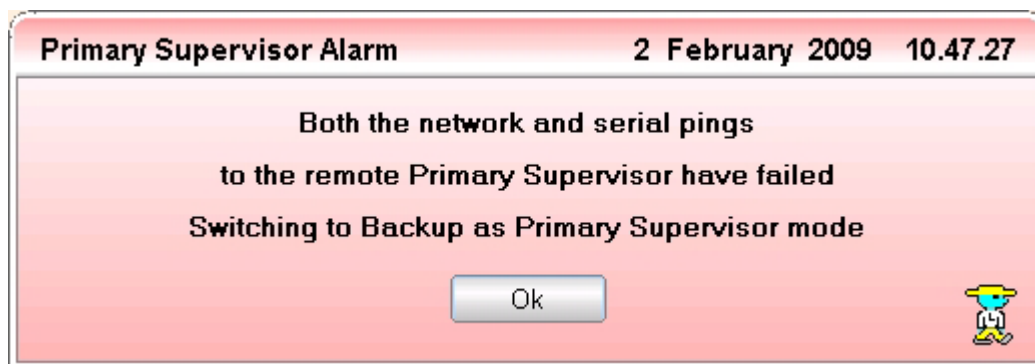 Primary Supervisor Alarm 2 February 2009 10.47.27
Both the network and serial pings
to the remote Primary Supervisor have failed
Switching to Backup as Primary Supervisor mode
Ok